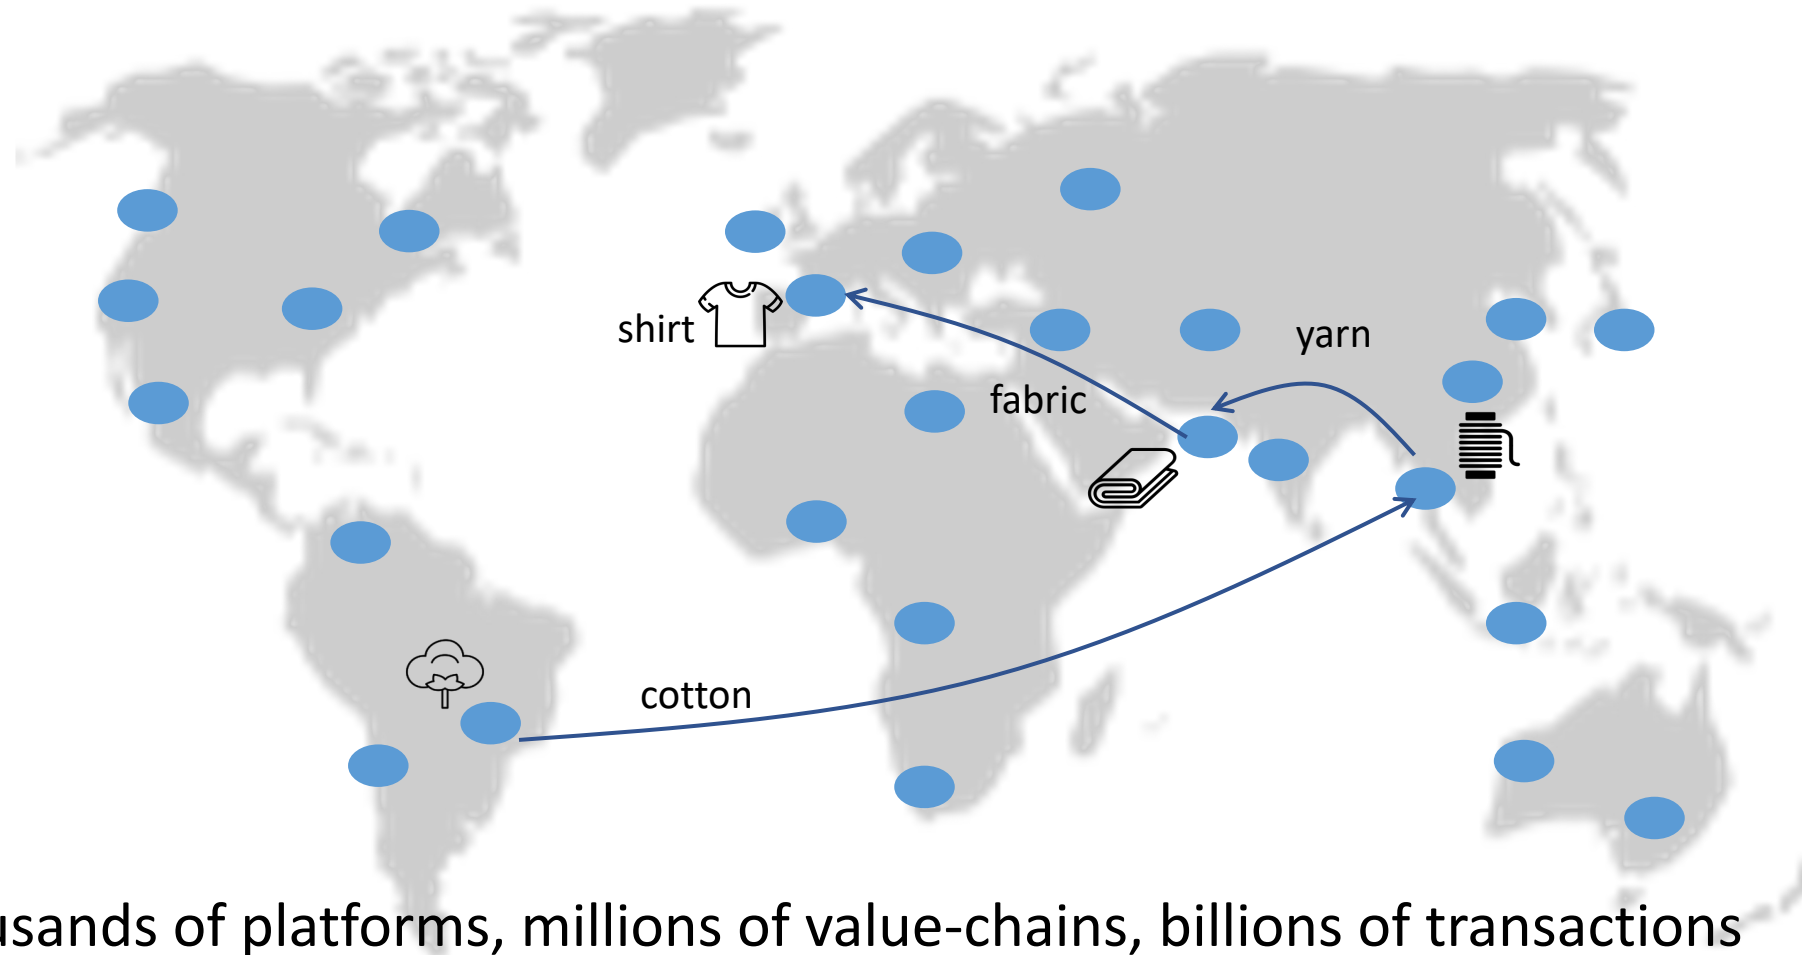 yarn
shirt
fabric
cotton
usands of platforms, millions of value-chains, billions of transactions